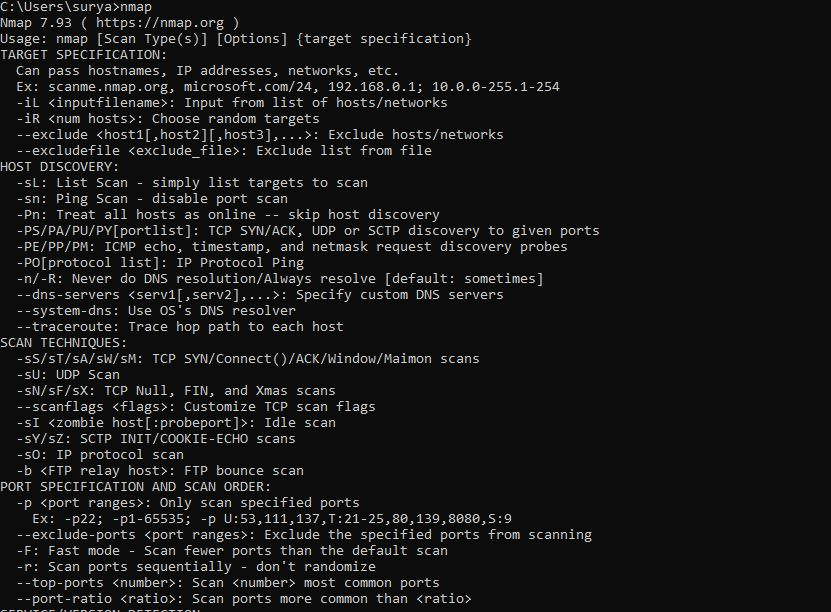 C:\Users\surya>nmap
Nmap 7.93 ( https://nmap.org )
Usage: nmap [Scan Type(s)] [Options] {target specification}
TARGET SPECIFICATION:
  Can pass hostnames, IP addresses, networks, etc.
  Ex: scanme.nmap.org, microsoft.com/24, 192.168.0.1; 10.0.0-255.1-254
  -iL <inputfilename>: Input from list of hosts/networks
  -iR <num hosts>: Choose random targets
  --exclude <host1[,host2][,host3],...>: Exclude hosts/networks
  --excludefile <exclude_file>: Exclude list from file
HOST DISCOVERY:
  -sL: List Scan - simply list targets to scan
  -sn: Ping Scan - disable port scan
  -Pn: Treat all hosts as online -- skip host discovery
  -PS/PA/PU/PY[portlist]: TCP SYN/ACK, UDP or SCTP discovery to given ports
  -PE/PP/PM: ICMP echo, timestamp, and netmask request discovery probes
  -PO[protocol list]: IP Protocol Ping
  -n/-R: Never do DNS resolution/Always resolve [default: sometimes]
  --dns-servers <serv1[,serv2],...>: Specify custom DNS servers
  --system-dns: Use OS's DNS resolver
  --traceroute: Trace hop path to each host
SCAN TECHNIQUES:
  -sS/sT/sA/sW/sM: TCP SYN/Connect()/ACK/Window/Maimon scans
  -sU: UDP Scan
  -sN/sF/sX: TCP Null, FIN, and Xmas scans
  --scanflags <flags>: Customize TCP scan flags
  -sI <zombie host[:probeport]>: Idle scan
  -sY/sZ: SCTP INIT/COOKIE-ECHO scans
  -sO: IP protocol scan
  -b <FTP relay host>: FTP bounce scan
PORT SPECIFICATION AND SCAN ORDER:
  -p <port ranges>: Only scan specified ports
    Ex: -p22; -p1-65535; -p U:53,111,137,T:21-25,80,139,8080,S:9
  --exclude-ports <port ranges>: Exclude the specified ports from scanning
  -F: Fast mode - Scan fewer ports than the default scan
  -r: Scan ports sequentially - don't randomize
  --top-ports <number>: Scan <number> most common ports
  --port-ratio <ratio>: Scan ports more common than <ratio>